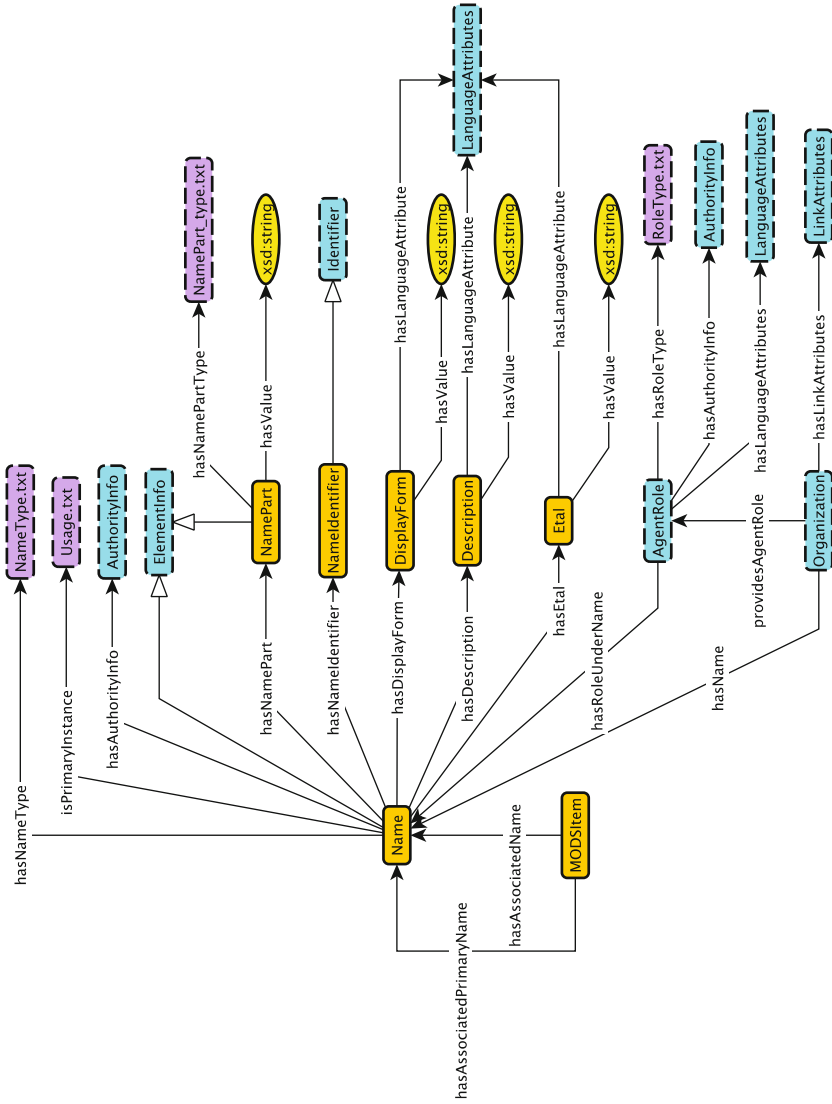 NameType.txt
Usage.txt
AuthorityInfo
ElementInfo
NamePart_type.txt
xsd:string
Identifier
LanguageAttributes
xsd:string
xsd:string
xsd:string
RoleType.txt
AuthorityInfo
LanguageAttributes
LinkAttributes
hasNamePartType
hasValue
hasLanguageAttribute
hasValue
hasLanguageAttribute
hasValue
hasLanguageAttribute
hasValue
hasRoleType
hasAuthorityInfo
hasLanguageAttributes
hasLinkAttributes
NamePart
NameIdentifier
DisplayForm
Description
Etal
AgentRole
providesAgentRole
Organization
hasNameType
isPrimaryInstance
hasAuthorityInfo
hasNamePart
hasNameIdentifier
hasDisplayForm
hasDescription
hasEtal
hasRoleUnderName
hasName
Name
hasAssociatedName
MODSItem
hasAssociatedPrimaryName